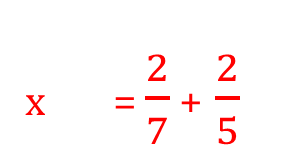 x = 2/7 + 2/5